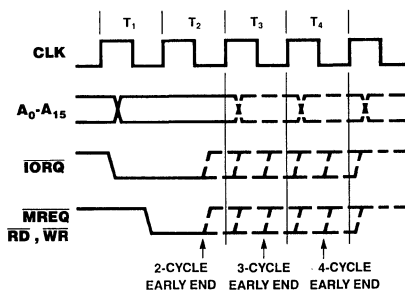 T₁ T₂ T₃ T₄
CLK
A₀-A₁₅
IORQ
MREQ
RD , WR
2-CYCLE EARLY END
3-CYCLE EARLY END
4-CYCLE EARLY END